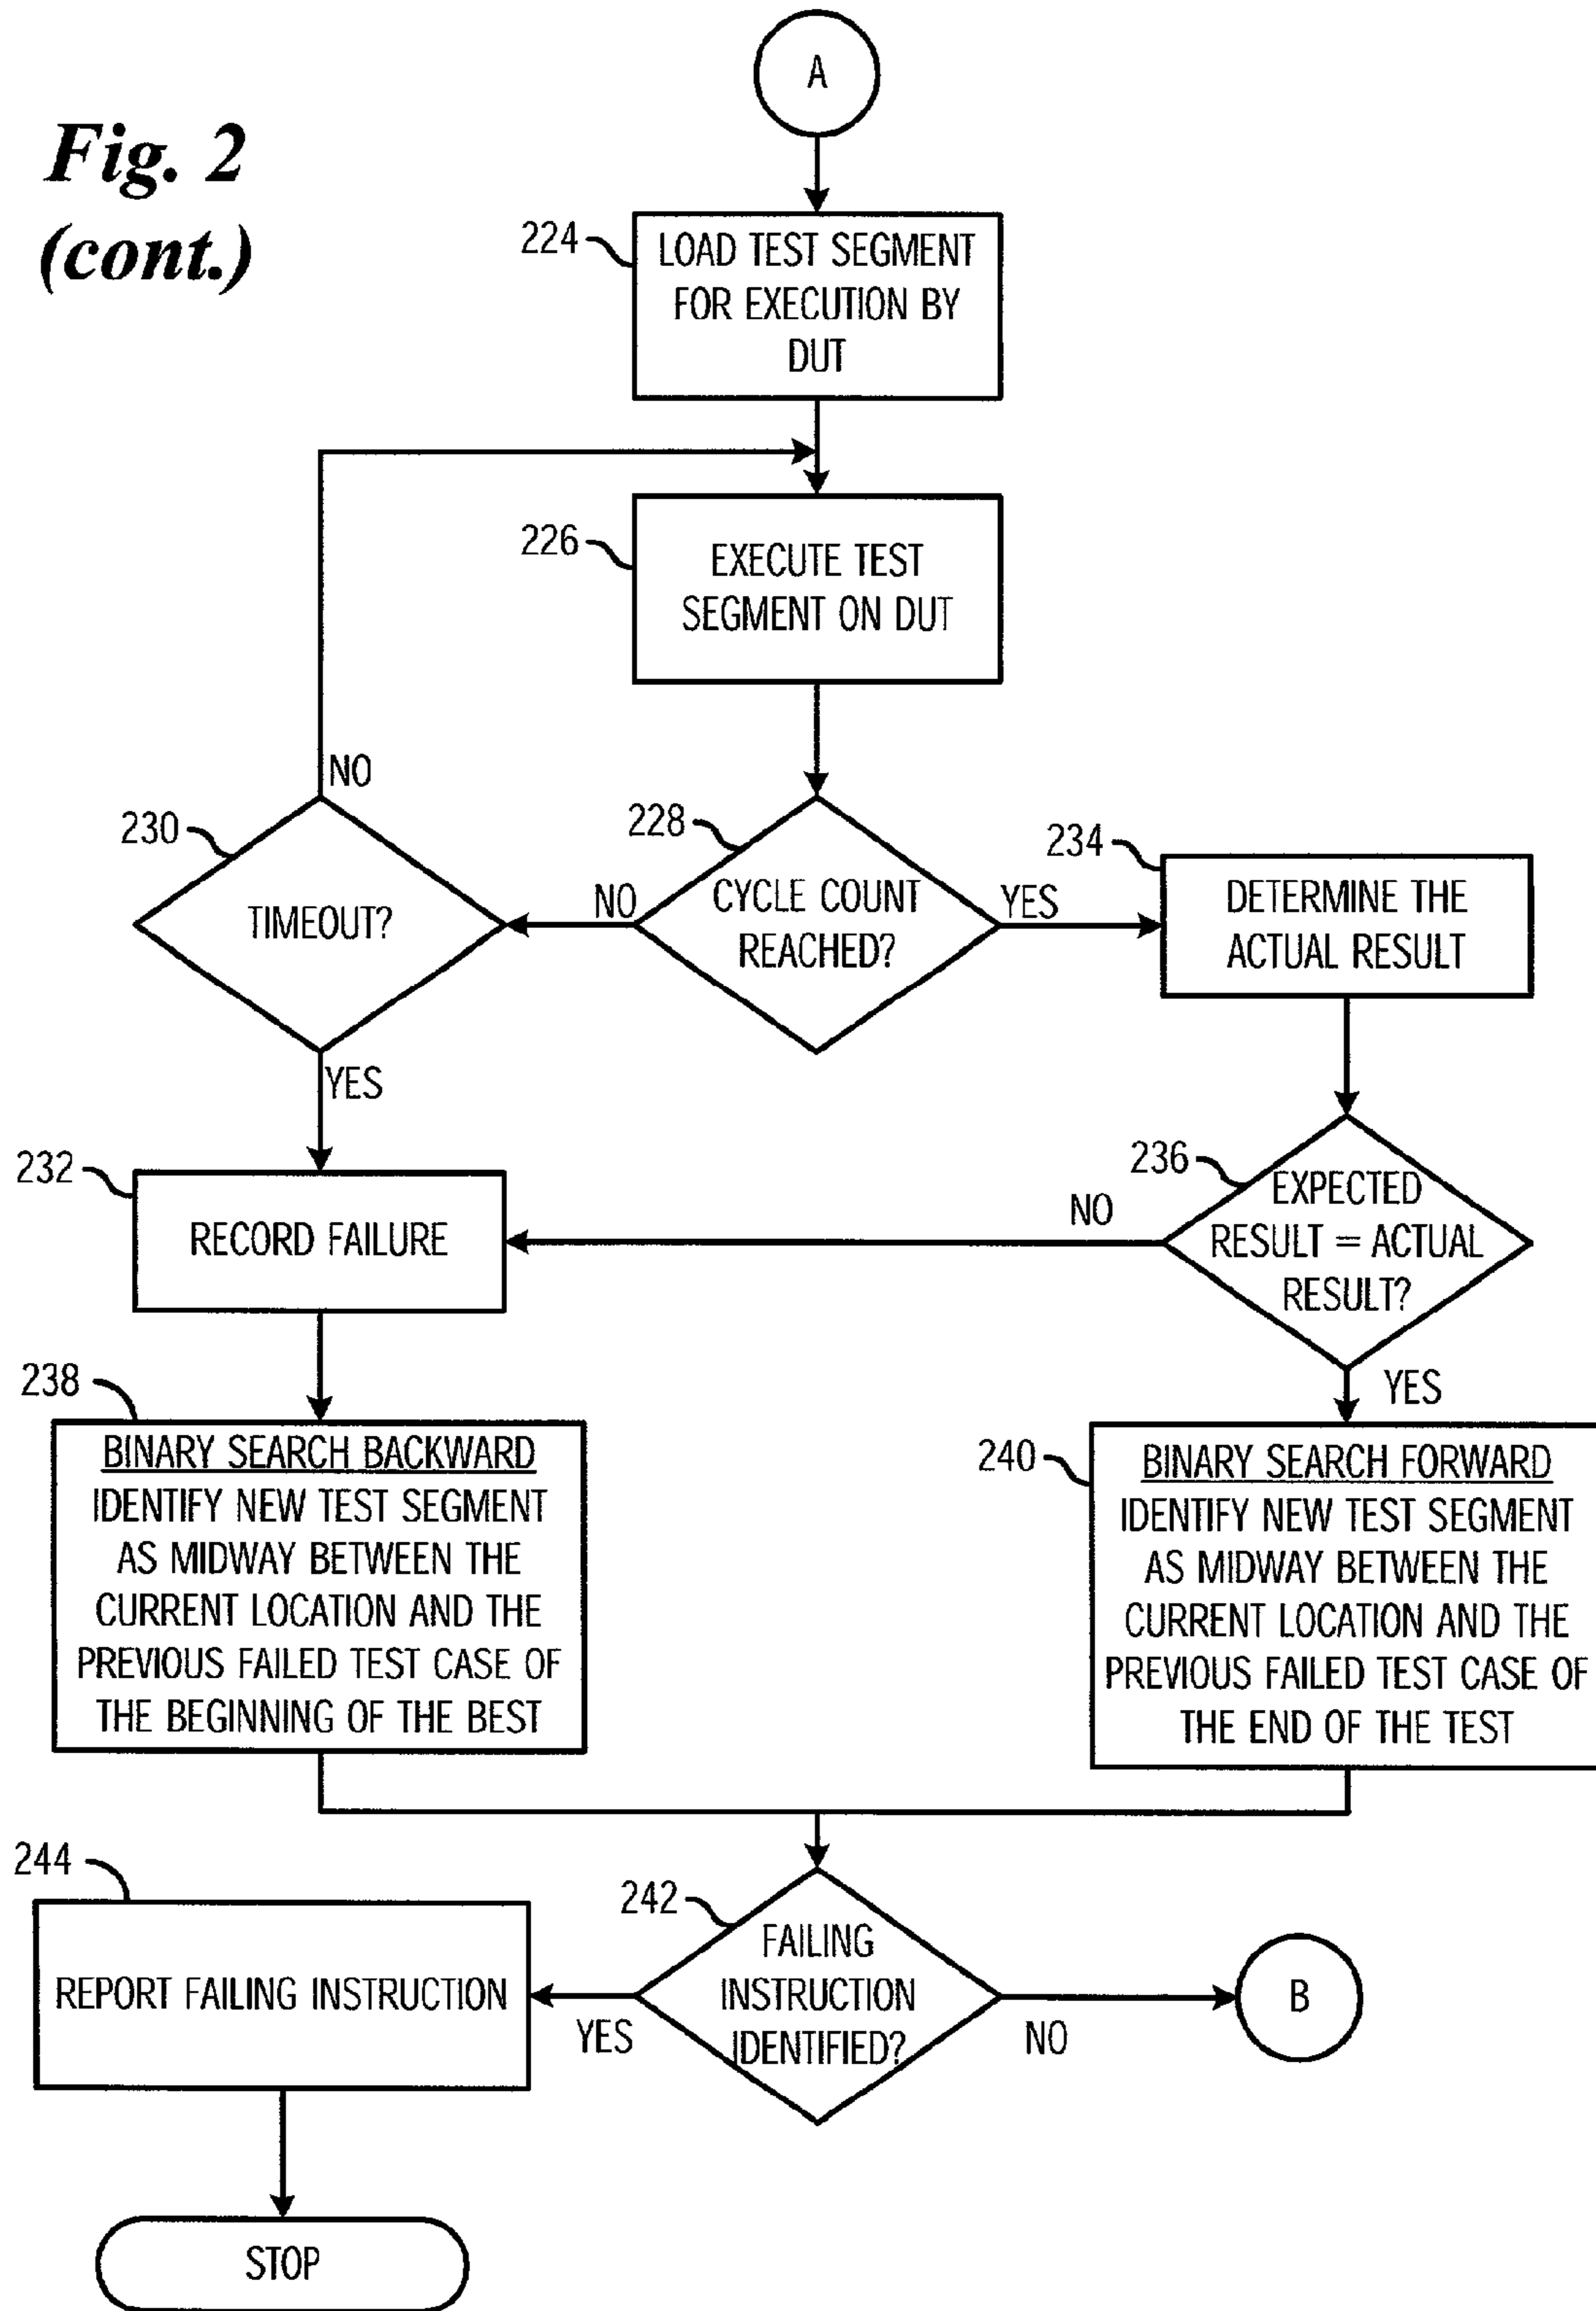 A
Fig. 2
(cont.)
224
LOAD TEST SEGMENT
FOR EXECUTION BY
DUT
226
EXECUTE TEST
SEGMENT ON DUT
NO
230
TIMEOUT?
228
CYCLE COUNT
REACHED?
NO
YES
234
DETERMINE THE
ACTUAL RESULT
YES
232
RECORD FAILURE
236
EXPECTED
RESULT = ACTUAL
RESULT?
NO
YES
238
BINARY SEARCH BACKWARD
IDENTIFY NEW TEST SEGMENT
AS MIDWAY BETWEEN THE
CURRENT LOCATION AND THE
PREVIOUS FAILED TEST CASE OF
THE BEGINNING OF THE BEST
240
BINARY SEARCH FORWARD
IDENTIFY NEW TEST SEGMENT
AS MIDWAY BETWEEN THE
CURRENT LOCATION AND THE
PREVIOUS FAILED TEST CASE OF
THE END OF THE TEST
244
REPORT FAILING INSTRUCTION
242
FAILING
INSTRUCTION
IDENTIFIED?
YES
NO
B
STOP